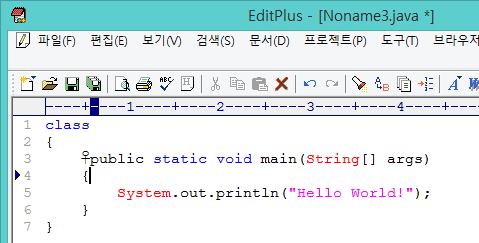 EditPlus - [Noname3.java *]
파일(F) 편집(E) 보기(V) 검색(S) 문서(D) 프로젝트(P) 도구(T) 브라우저
----+----1----+----2----+----3----+----4----+--
1 class
2 {
3 public static void main(String[] args)
4 {
5 System.out.println("Hello World!");
6 }
7 }